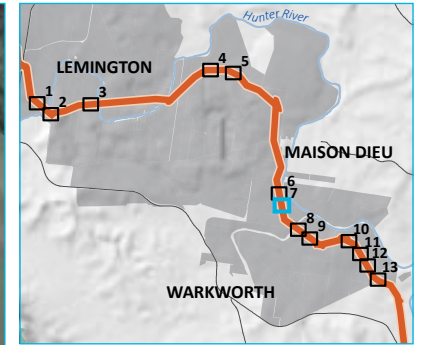 Hunter River
LEMINGTON
4 5
1 2 3
MAISON DIEU
6
7
8
9
10
11
12
13
WARKWORTH